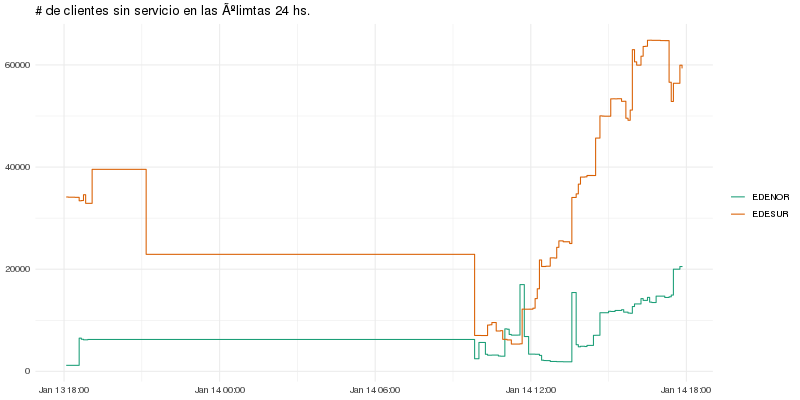 # de clientes sin servicio en las Ãºlimtas 24 hs.
60000
40000
20000
0
Jan 13 18:00
Jan 14 00:00
Jan 14 06:00
Jan 14 12:00
Jan 14 18:00
EDENOR
EDESUR